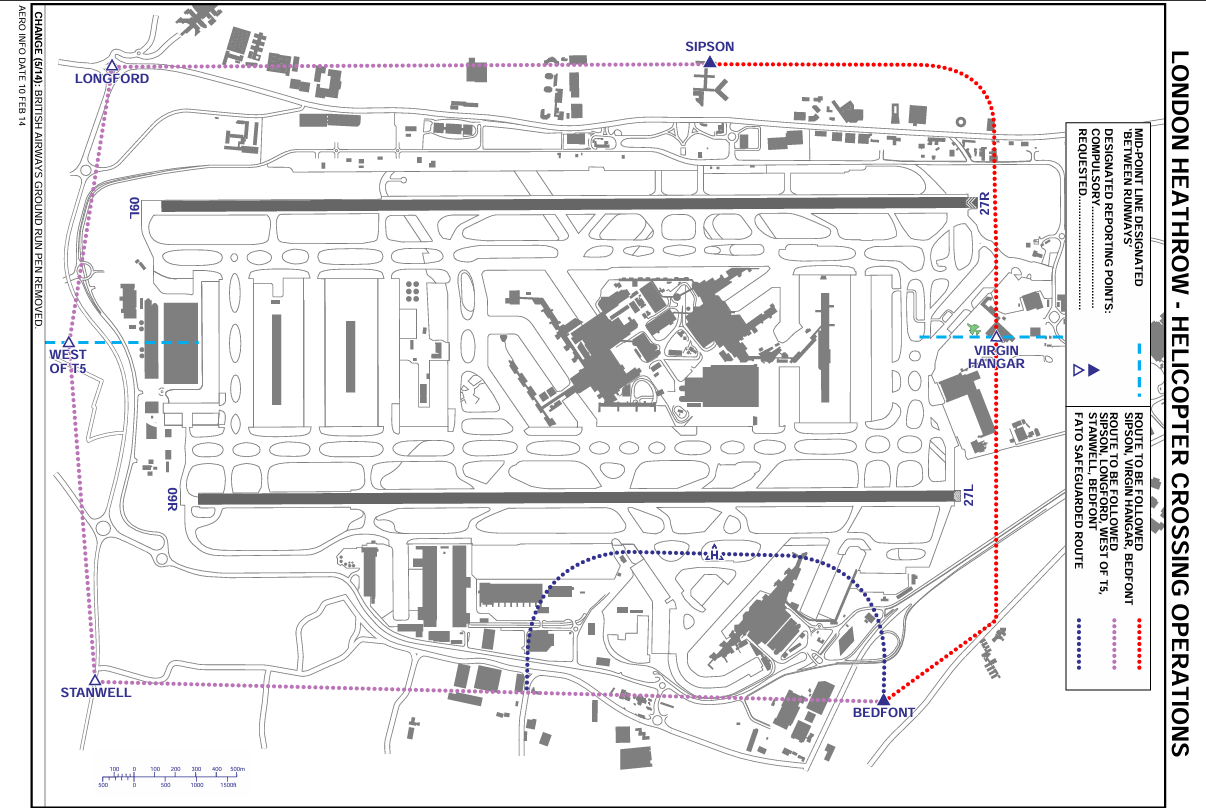 LONDON HEATHROW - HELICOPTER CROSSING OPERATIONS
MID-POINT LINE DESIGNATED
'BETWEEN RUNWAYS'
DESIGNATED REPORTING POINTS:
COMPULSORY
REQUESTED
ROUTE TO BE FOLLOWED
SIPSON, VIRGIN HANGAR, BEDFONT
ROUTE TO BE FOLLOWED
SIPSON, LONGFORD, WEST OF T5,
STANWELL, BEDFONT
FATO SAFEGUARDED ROUTE
SIPSON
LONGFORD
09L
27R
WEST
OF T5
VIRGIN
HANGAR
09R
27L
H
STANWELL
BEDFONT
100 0 100 200 300 400 500m
500 0 500 1000 1500ft
CHANGE (5/14): BRITISH AIRWAYS GROUND RUN PEN REMOVED.
AERO INFO DATE 10 FEB 14